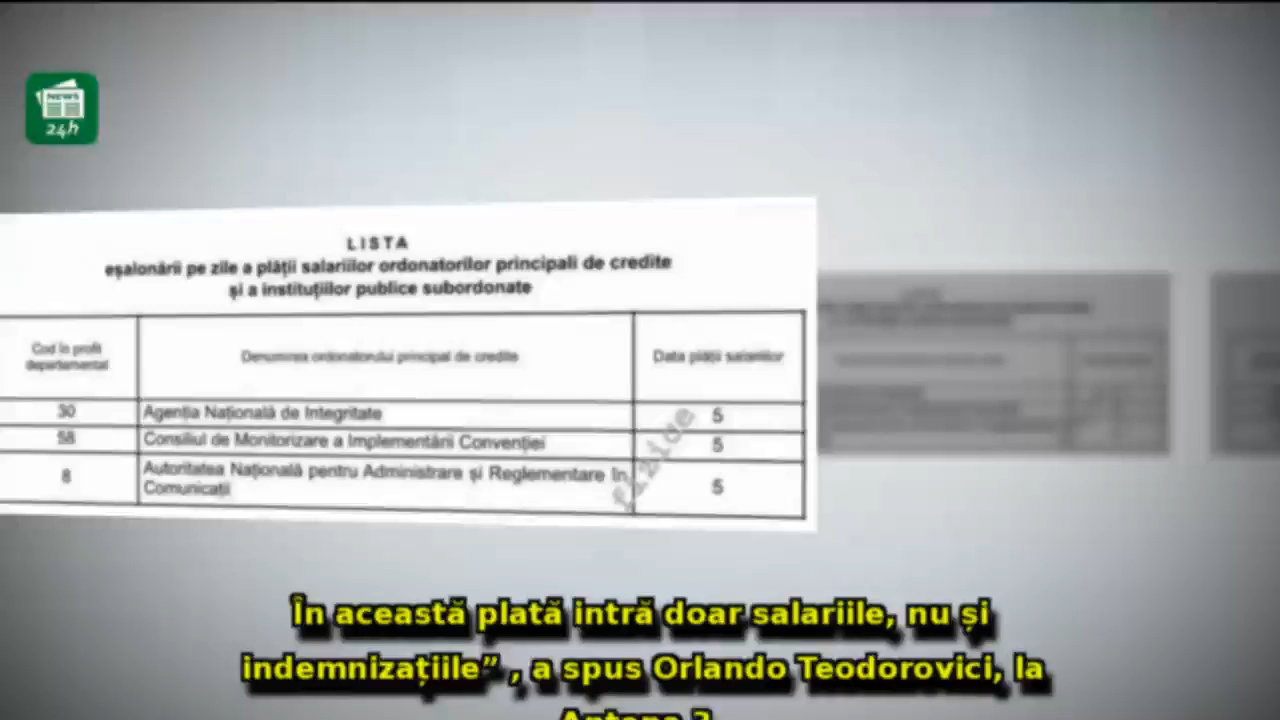 NEWS
24h
LISTA
eșalonării pe zile a plății salariilor ordonatorilor principali de credite
și a instituțiilor publice subordonate
Cod în profil departamental
Denumirea ordonatorului principal de credite
Data plății salariilor
30
Agenția Națională de Integritate
5
58
Consiliul de Monitorizare a Implementării Convenției
5
8
Autoritatea Națională pentru Administrare și Reglementare în
Comunicații
5
În această plată intră doar salariile, nu și
indemnizațiile” , a spus Orlando Teodorovici, la